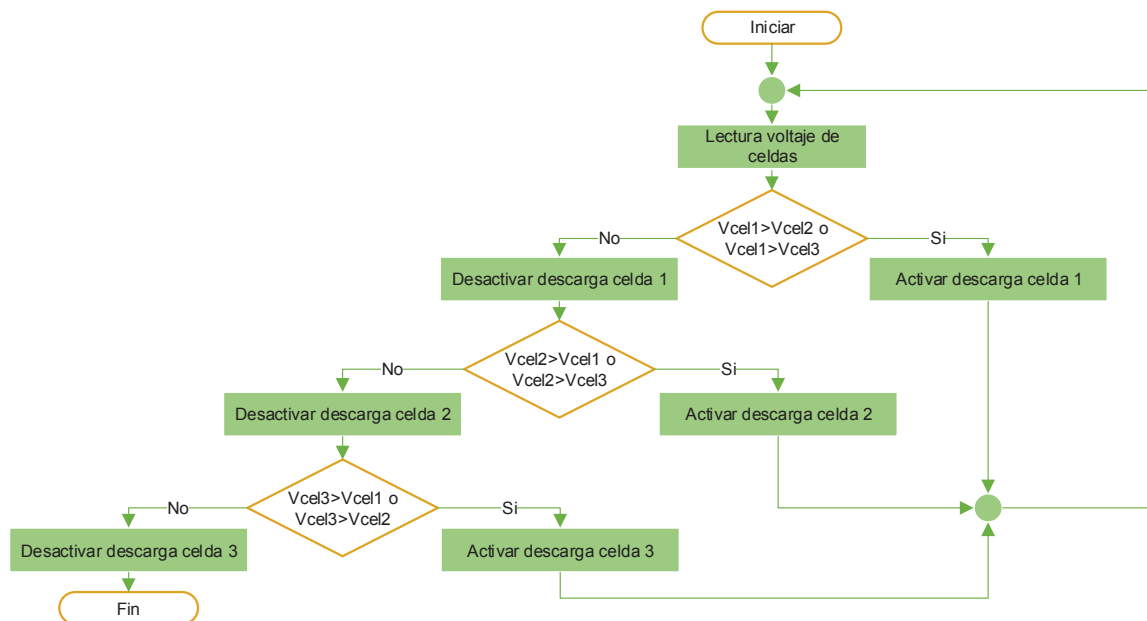 Iniciar
Lectura voltaje de
celdas
Vcel1>Vcel2 o
Vcel1>Vcel3
No
Si
Desactivar descarga celda 1
Activar descarga celda 1
Vcel2>Vcel1 o
Vcel2>Vcel3
No
Si
Desactivar descarga celda 2
Activar descarga celda 2
Vcel3>Vcel1 o
Vcel3>Vcel2
No
Si
Desactivar descarga celda 3
Activar descarga celda 3
Fin